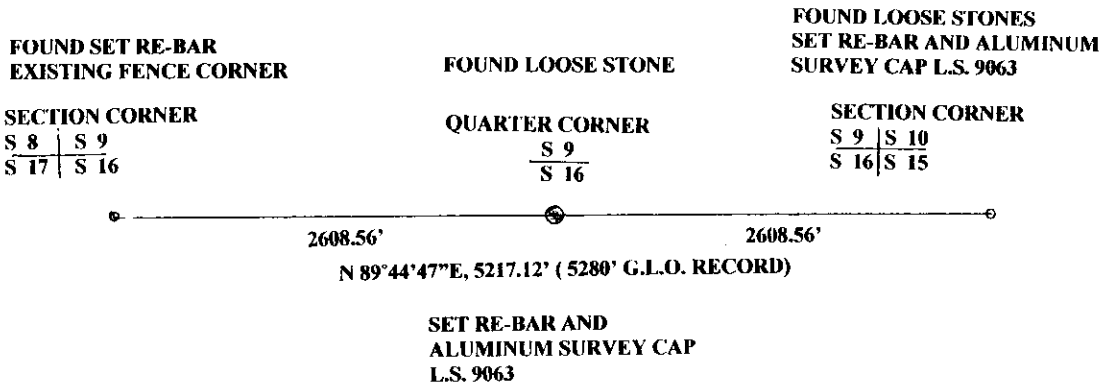 FOUND SET RE-BAR
EXISTING FENCE CORNER
SECTION CORNER
S 8 | S 9
S 17 | S 16
FOUND LOOSE STONE
QUARTER CORNER
S 9
S 16
FOUND LOOSE STONES
SET RE-BAR AND ALUMINUM
SURVEY CAP L.S. 9063
SECTION CORNER
S 9 | S 10
S 16 | S 15
2608.56'
2608.56'
N 89°44'47"E, 5217.12' ( 5280' G.L.O. RECORD)
SET RE-BAR AND
ALUMINUM SURVEY CAP
L.S. 9063